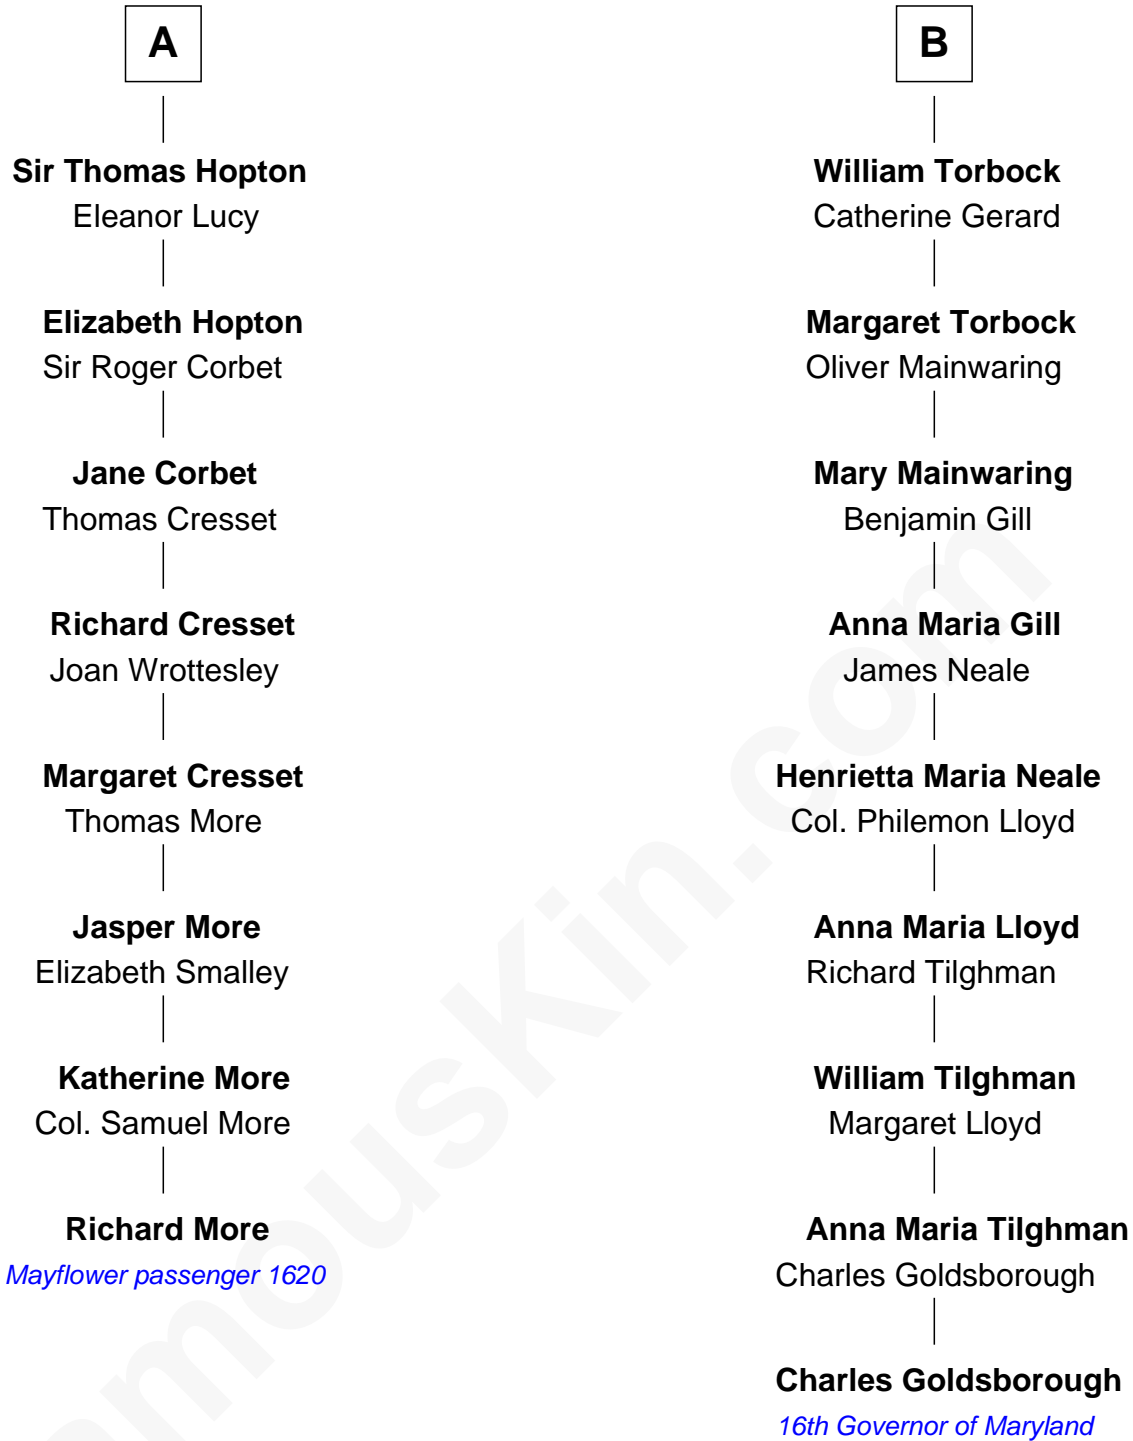 A
Sir Thomas Hopton
Eleanor Lucy
Elizabeth Hopton
Sir Roger Corbet
Jane Corbet
Thomas Cresset
Richard Cresset
Joan Wrottesley
Margaret Cresset
Thomas More
Jasper More
Elizabeth Smalley
Katherine More
Col. Samuel More
Richard More
Mayflower passenger 1620
B
William Torbock
Catherine Gerard
Margaret Torbock
Oliver Mainwaring
Mary Mainwaring
Benjamin Gill
Anna Maria Gill
James Neale
Henrietta Maria Neale
Col. Philemon Lloyd
Anna Maria Lloyd
Richard Tilghman
William Tilghman
Margaret Lloyd
Anna Maria Tilghman
Charles Goldsborough
Charles Goldsborough
16th Governor of Maryland
amouskin.com